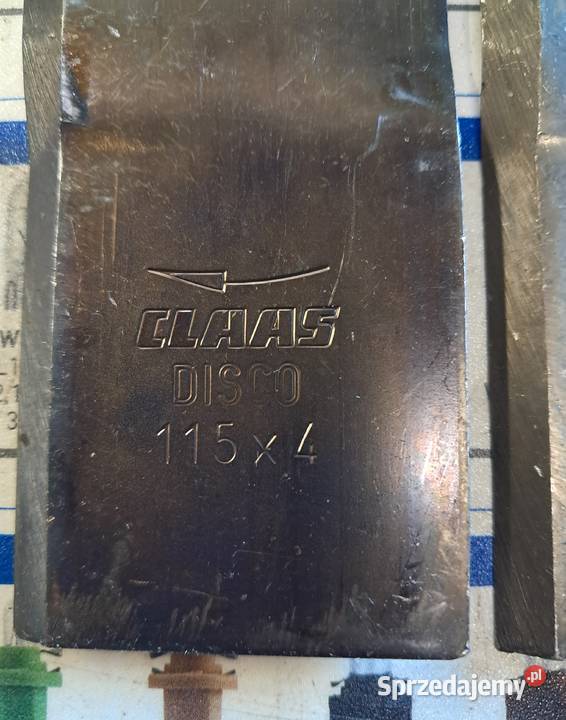 CLAAS
DISCO
115 x 4
Sprzedajemy.pl